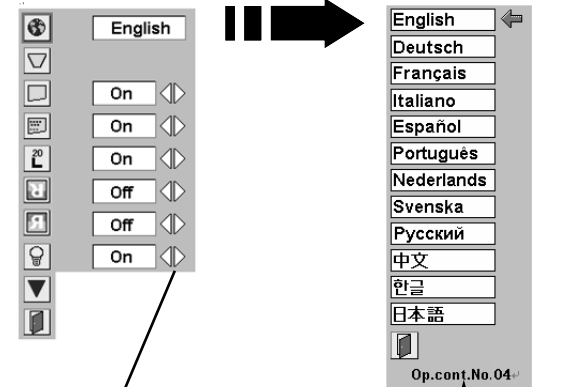 English
On
On
20
L
On
Off
Я
Off
On
English
Deutsch
Français
Italiano
Español
Português
Nederlands
Svenska
Русский
中文
한글
日本語
Op.cont.No.04